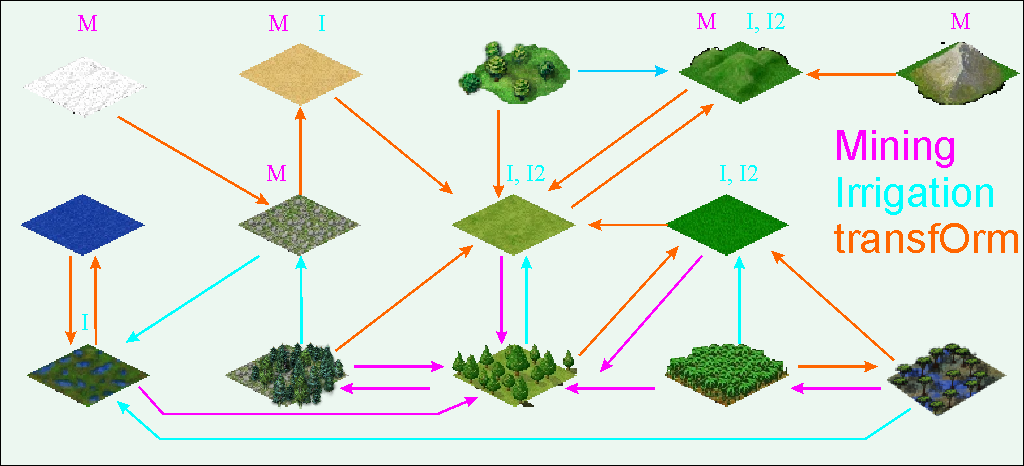 M
M I
M I, I2
M
Mining
Irrigation
transfOrm
M
I, I2
I, I2
I